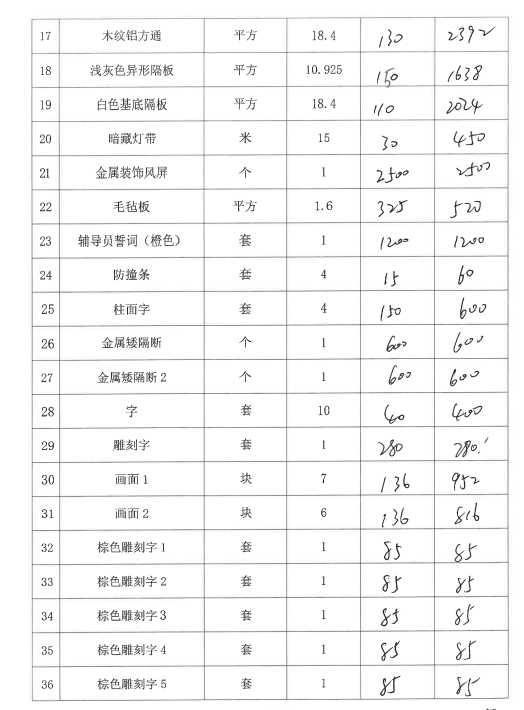 17 木纹铝方通 平方 18.4 130 2392
18 浅灰色异形隔板 平方 10.925 150 1638
19 白色基底隔板 平方 18.4 110 2024
20 暗藏灯带 米 15 30 450
21 金属装饰风屏 个 1 2500 2500
22 毛毡板 平方 1.6 325 520
23 辅导员誓词（橙色） 套 1 1200 1200
24 防撞条 套 4 15 60
25 柱面字 套 4 150 600
26 金属矮隔断 个 1 600 600
27 金属矮隔断 2 个 1 600 600
28 字 套 10 40 400
29 雕刻字 套 1 280 280
30 画面 1 块 7 136 952
31 画面 2 块 6 136 816
32 棕色雕刻字 1 套 1 85 85
33 棕色雕刻字 2 套 1 85 85
34 棕色雕刻字 3 套 1 85 85
35 棕色雕刻字 4 套 1 85 85
36 棕色雕刻字 5 套 1 85 85